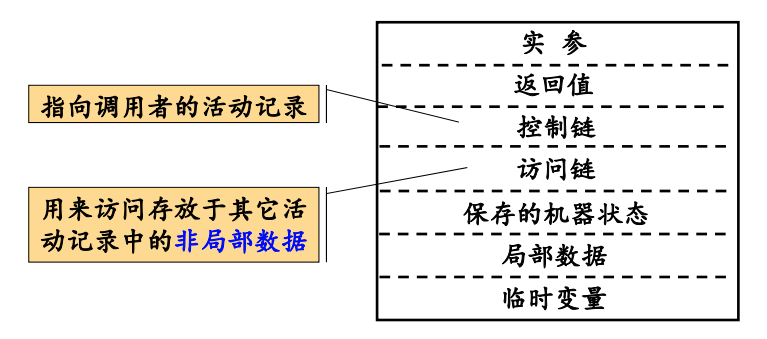 实 参
返回值
指向调用者的活动记录
控制链
访问链
用来访问存放于其它活
动记录中的非局部数据
保存的机器状态
局部数据
临时变量